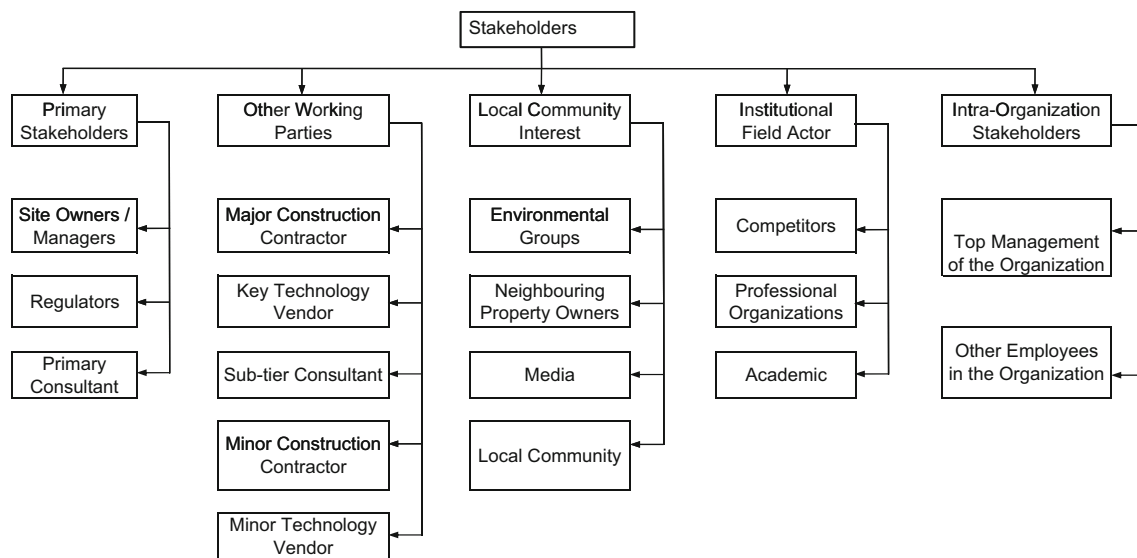 Stakeholders
Primary
Stakeholders
Other Working
Parties
Local Community
Interest
Institutional
Field Actor
Intra-Organization
Stakeholders
Site Owners /
Managers
Regulators
Primary
Consultant
Major Construction
Contractor
Key Technology
Vendor
Sub-tier Consultant
Minor Construction
Contractor
Minor Technology
Vendor
Environmental
Groups
Neighbouring
Property Owners
Media
Local Community
Competitors
Professional
Organizations
Academic
Top Management
of the Organization
Other Employees
in the Organization